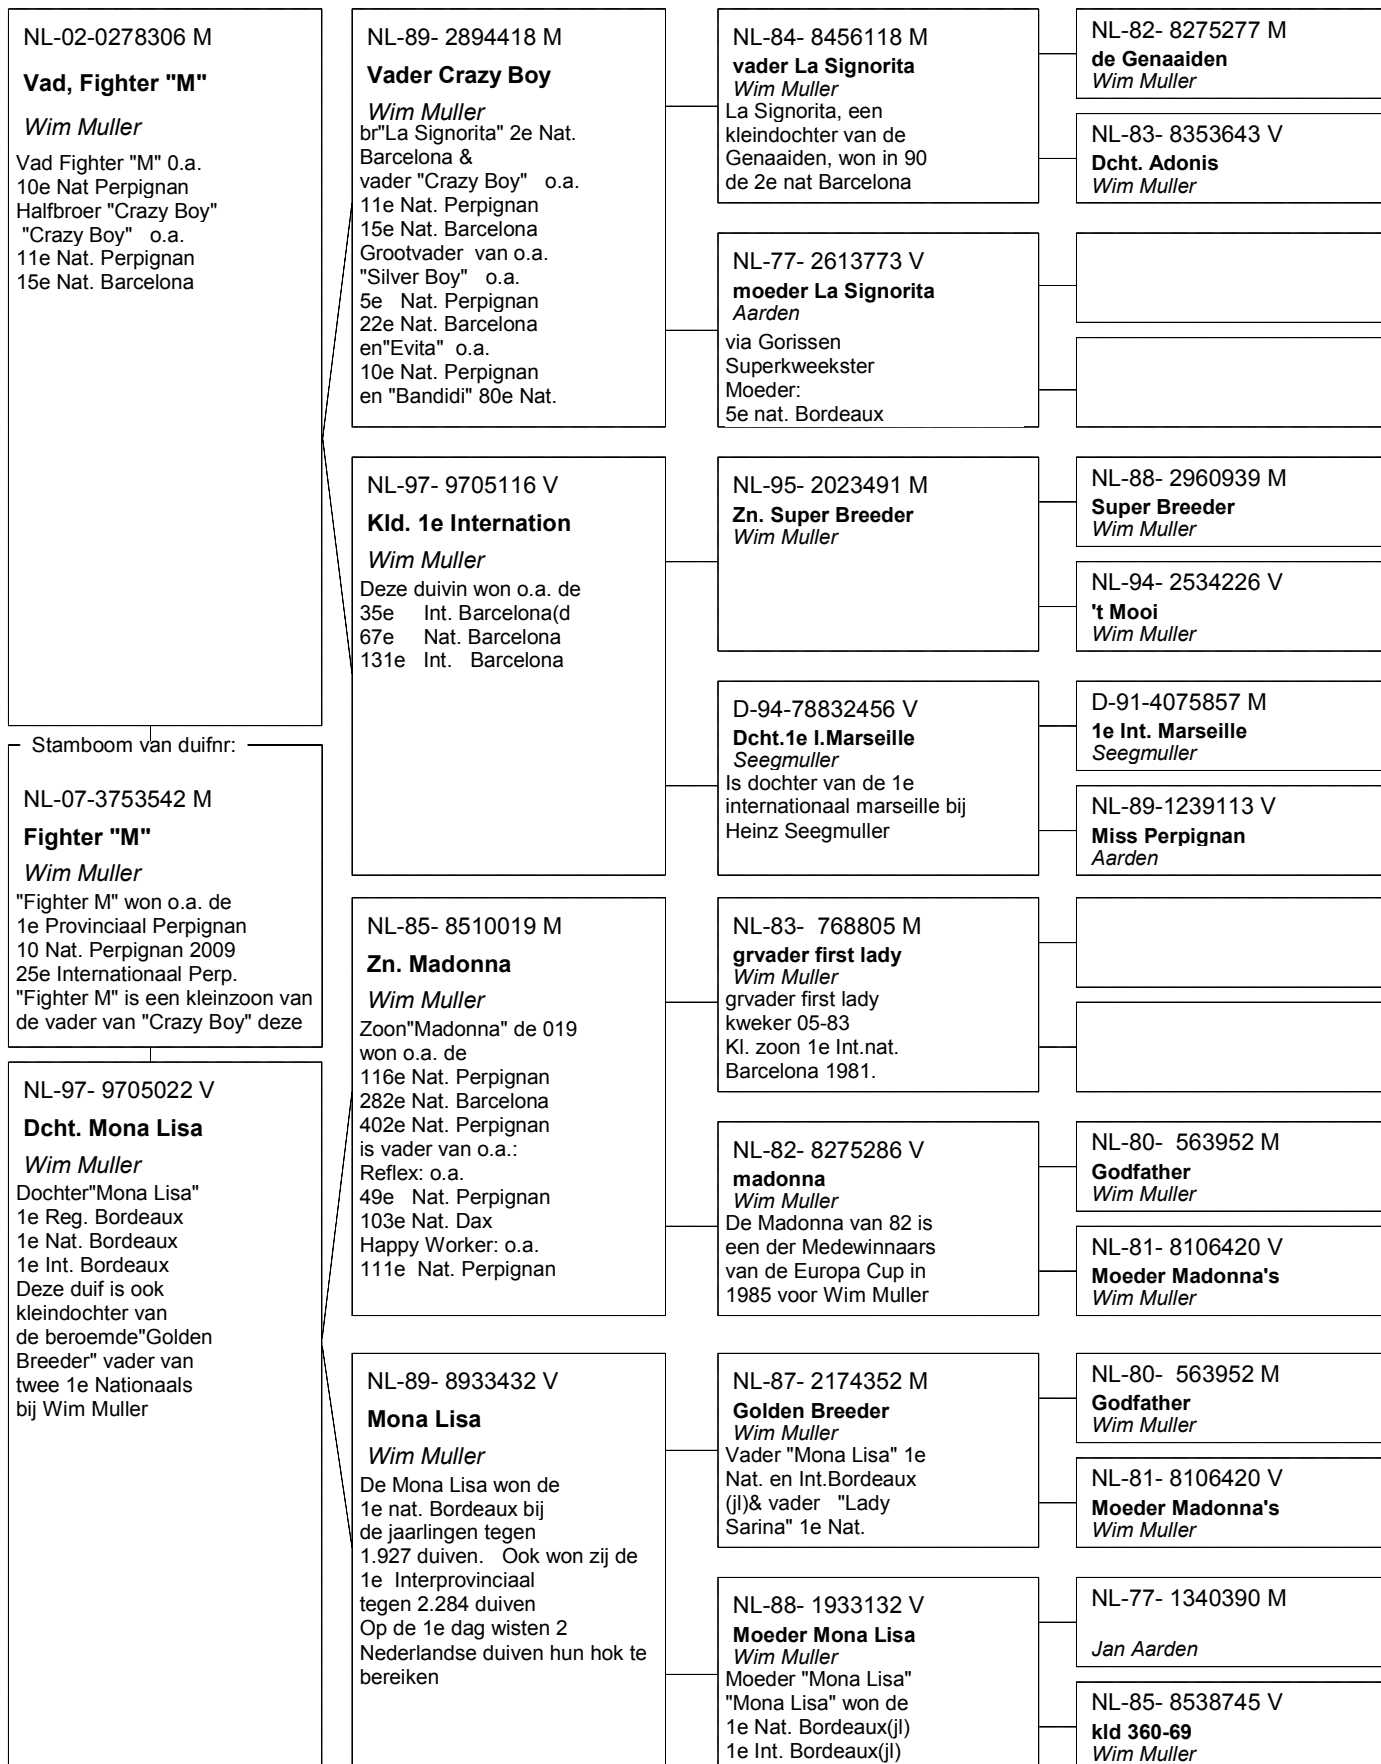 NL-02-0278306 M
Vad, Fighter "M"
Wim Muller
Vad Fighter "M" 0.a.
10e Nat Perpignan
Halfbroer "Crazy Boy"
"Crazy Boy" o.a.
11e Nat. Perpignan
15e Nat. Barcelona
Stamboom van duifnr:
NL-07-3753542 M
Fighter "M"
Wim Muller
"Fighter M" won o.a. de
1e Provinciaal Perpignan
10 Nat. Perpignan 2009
25e Internationaal Perp.
"Fighter M" is een kleinzoon van
de vader van "Crazy Boy" deze
NL-97- 9705022 V
Dcht. Mona Lisa
Wim Muller
Dochter"Mona Lisa"
1e Reg. Bordeaux
1e Nat. Bordeaux
1e Int. Bordeaux
Deze duif is ook
kleindochter van
de beroemde"Golden
Breeder" vader van
twee 1e Nationaals
bij Wim Muller
NL-89- 2894418 M
Vader Crazy Boy
Wim Muller
br"La Signorita" 2e Nat.
Barcelona &
vader "Crazy Boy" o.a.
11e Nat. Perpignan
15e Nat. Barcelona
Grootvader van o.a.
"Silver Boy" o.a.
5e Nat. Perpignan
22e Nat. Barcelona
en"Evita" o.a.
10e Nat. Perpignan
en "Bandidi" 80e Nat.
NL-97- 9705116 V
Kld. 1e Internation
Wim Muller
Deze duivin won o.a. de
35e Int. Barcelona(d
67e Nat. Barcelona
131e Int. Barcelona
NL-85- 8510019 M
Zn. Madonna
Wim Muller
Zoon"Madonna" de 019
won o.a. de
116e Nat. Perpignan
282e Nat. Barcelona
402e Nat. Perpignan
is vader van o.a.:
Reflex: o.a.
49e Nat. Perpignan
103e Nat. Dax
Happy Worker: o.a.
111e Nat. Perpignan
NL-89- 8933432 V
Mona Lisa
Wim Muller
De Mona Lisa won de
1e nat. Bordeaux bij
de jaarlingen tegen
1.927 duiven. Ook won zij de
1e Interprovinciaal
tegen 2.284 duiven
Op de 1e dag wisten 2
Nederlandse duiven hun hok te
bereiken
NL-84- 8456118 M
vader La Signorita
Wim Muller
La Signorita, een
kleindochter van de
Genaaiden, won in 90
de 2e nat Barcelona
NL-77- 2613773 V
moeder La Signorita
Aarden
via Gorissen
Superkweekster
Moeder:
5e nat. Bordeaux
NL-95- 2023491 M
Zn. Super Breeder
Wim Muller
D-94-78832456 V
Dcht.1e I.Marseille
Seegmuller
Is dochter van de 1e
internationaal marseille bij
Heinz Seegmuller
NL-83- 768805 M
grvader first lady
Wim Muller
grvader first lady
kweker 05-83
Kl. zoon 1e Int.nat.
Barcelona 1981.
NL-82- 8275286 V
madonna
Wim Muller
De Madonna van 82 is
een der Medewinnaars
van de Europa Cup in
1985 voor Wim Muller
NL-87- 2174352 M
Golden Breeder
Wim Muller
Vader "Mona Lisa" 1e
Nat. en Int.Bordeaux
(jl)& vader "Lady
Sarina" 1e Nat.
NL-88- 1933132 V
Moeder Mona Lisa
Wim Muller
Moeder "Mona Lisa"
"Mona Lisa" won de
1e Nat. Bordeaux(jl)
1e Int. Bordeaux(jl)
NL-82- 8275277 M
de Genaaiden
Wim Muller
NL-83- 8353643 V
Dcht. Adonis
Wim Muller
NL-88- 2960939 M
Super Breeder
Wim Muller
NL-94- 2534226 V
't Mooi
Wim Muller
D-91-4075857 M
1e Int. Marseille
Seegmuller
NL-89-1239113 V
Miss Perpignan
Aarden
NL-80- 563952 M
Godfather
Wim Muller
NL-81- 8106420 V
Moeder Madonna's
Wim Muller
NL-80- 563952 M
Godfather
Wim Muller
NL-81- 8106420 V
Moeder Madonna's
Wim Muller
NL-77- 1340390 M
Jan Aarden
NL-85- 8538745 V
kld 360-69
Wim Muller